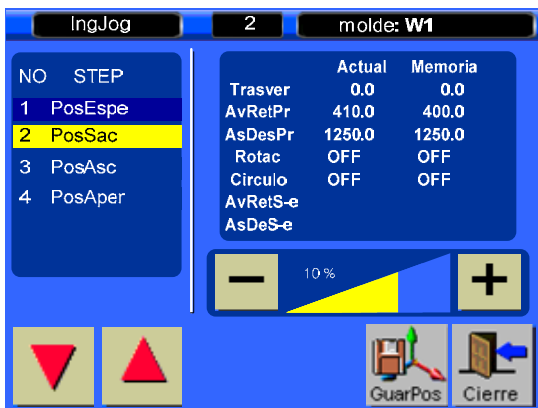 IngJog 2 molde: W1
NO STEP
1 PosEspe
2 PosSac
3 PosAsc
4 PosAper
Actual Memoria
Trasver 0.0 0.0
AvRetPr 410.0 400.0
AsDesPr 1250.0 1250.0
Rotac OFF OFF
Circulo OFF OFF
AvRetS-e
AsDeS-e
10 %
GuarPos
Cierre